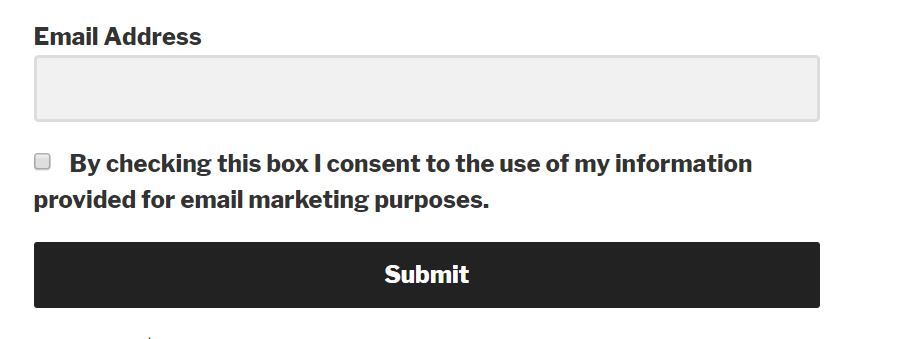 Email Address
By checking this box I consent to the use of my information
provided for email marketing purposes.
Submit